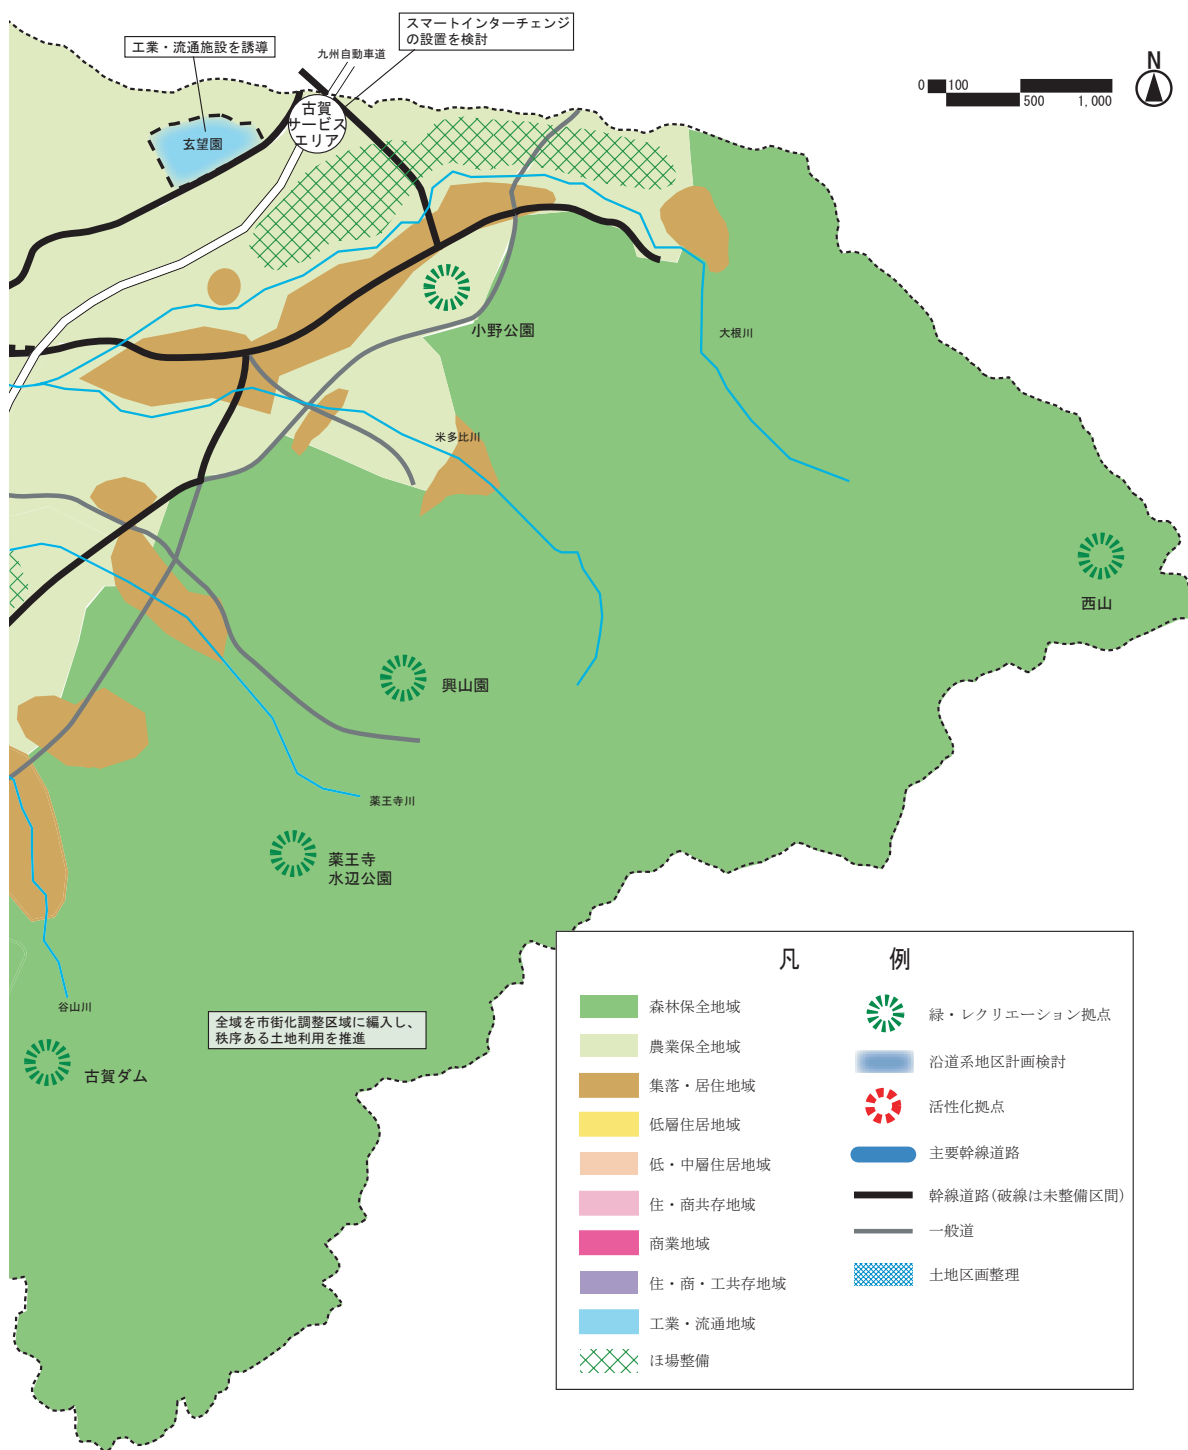 スマートインターチェンジ
の設置を検討
工業・流通施設を誘導
九州自動車道
古賀
サービス
エリア
玄望園
N
0 100
500 1,000
小野公園
大根川
米多比川
西山
興山園
薬王寺川
薬王寺
水辺公園
谷山川
全域を市街化調整区域に編入し、
秩序ある土地利用を推進
古賀ダム
凡 例
森林保全地域
農業保全地域
集落・居住地域
低層住居地域
低・中層住居地域
住・商共存地域
商業地域
住・商・工共存地域
工業・流通地域
ほ場整備
緑・レクリエーション拠点
沿道系地区計画検討
活性化拠点
主要幹線道路
幹線道路(破線は未整備区間)
一般道
土地区画整理